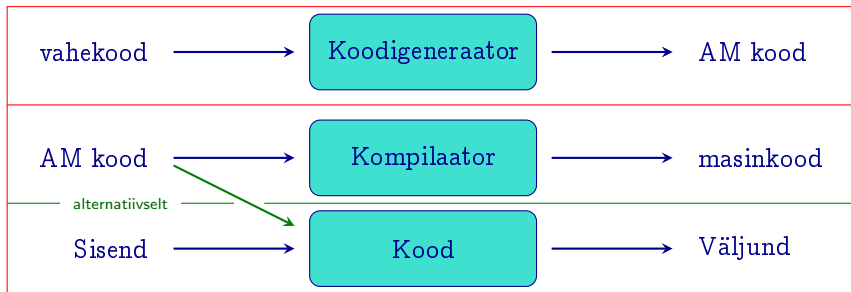 vahekood Koodigeneraator AM kood
AM kood Kompilaator masinkood
alternatiivselt
Sisend Kood Väljund